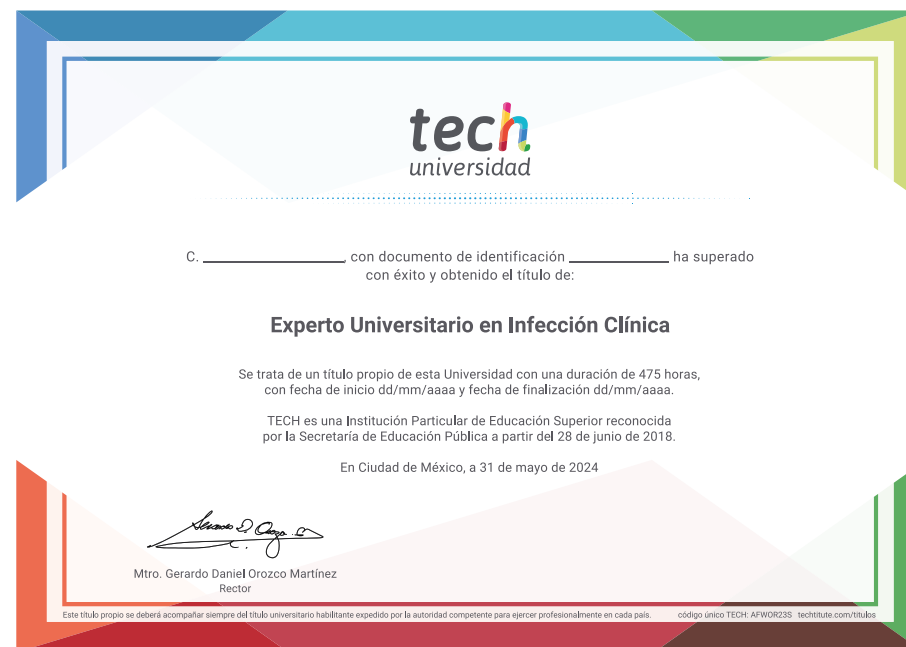 tech
universidad
C. ____________________, con documento de identificación ______________ ha superado
con éxito y obtenido el título de:
Experto Universitario en Infección Clínica
Se trata de un título propio de esta Universidad con una duración de 475 horas,
con fecha de inicio dd/mm/aaaa y fecha de finalización dd/mm/aaaa.
TECH es una Institución Particular de Educación Superior reconocida
por la Secretaría de Educación Pública a partir del 28 de junio de 2018.
En Ciudad de México, a 31 de mayo de 2024
Mtro. Gerardo Daniel Orozco Martínez
Rector
Este título propio se deberá acompañar siempre del título universitario habilitante expedido por la autoridad competente para ejercer profesionalmente en cada país. código único TECH: AFWOR23S techtitute.com/titulos